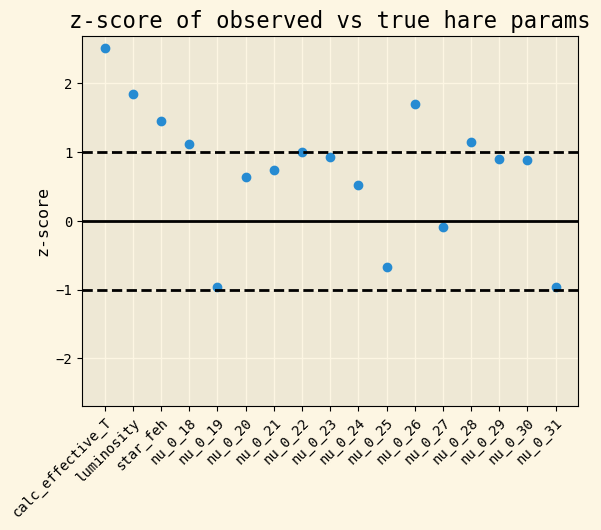 z-score of observed vs true hare params
z-score
2
1
0
−1
−2
calc_effective_T
luminosity
star_feh
nu_0_18
nu_0_19
nu_0_20
nu_0_21
nu_0_22
nu_0_23
nu_0_24
nu_0_25
nu_0_26
nu_0_27
nu_0_28
nu_0_29
nu_0_30
nu_0_31